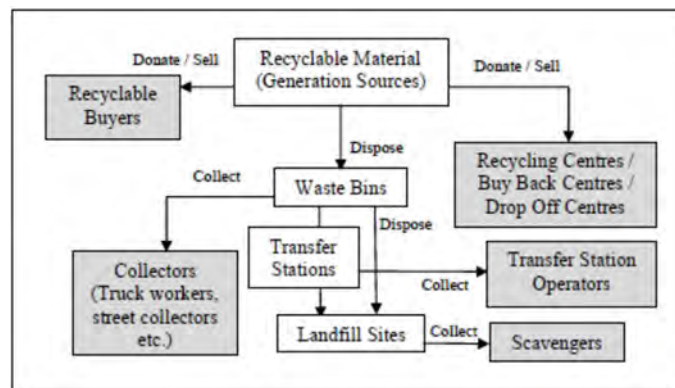 Donate / Sell
Recyclable Material
(Generation Sources)
Donate / Sell
Recyclable
Buyers
Dispose
Recycling Centres /
Buy Back Centres /
Drop Off Centres
Collect
Waste Bins
Dispose
Transfer
Stations
Collectors
(Truck workers,
street collectors
etc.)
Transfer Station
Operators
Collect
Landfill Sites
Collect
Scavengers